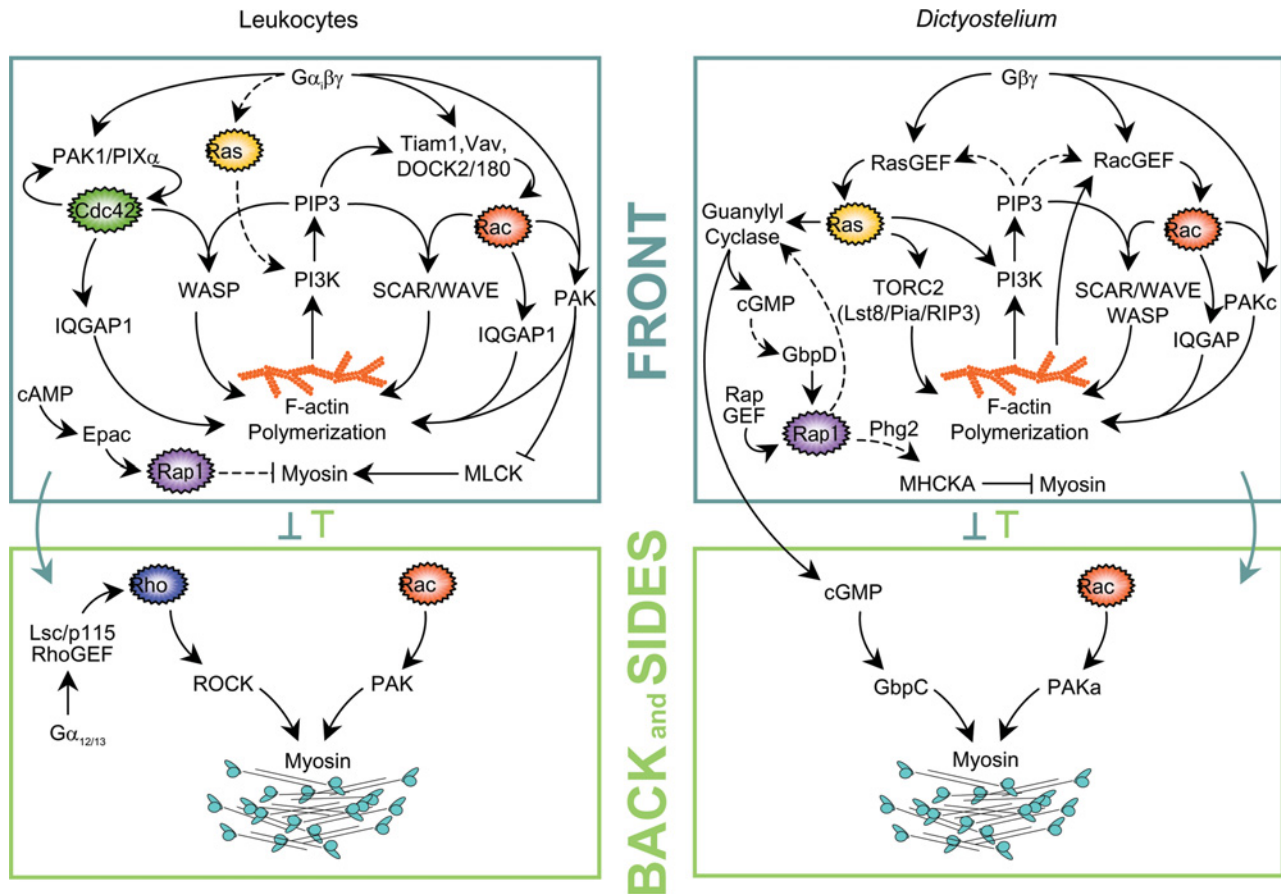 Leukocytes
Gαᵢβγ
Ras
PAK1/PIXα
Tiam1,Vav,
DOCK2/180
Cdc42
PIP3
Rac
WASP
PI3K
SCAR/WAVE
PAK
IQGAP1
IQGAP1
cAMP
F-actin
Polymerization
Epac
Rap1
Myosin
MLCK
Rho
Rac
Lsc/p115
RhoGEF
ROCK
PAK
Gα₁₂/₁₃
Myosin
FRONT
BACK and SIDES
Dictyostelium
Gβγ
RasGEF
RacGEF
PIP3
Guanylyl
Cyclase
Ras
Rac
PI3K
cGMP
TORC2
(Lst8/Pia/RIP3)
SCAR/WAVE
WASP
PAKc
IQGAP
GbpD
Rap
GEF
F-actin
Polymerization
Rap1
Phg2
MHCKA
Myosin
cGMP
Rac
GbpC
PAKa
Myosin